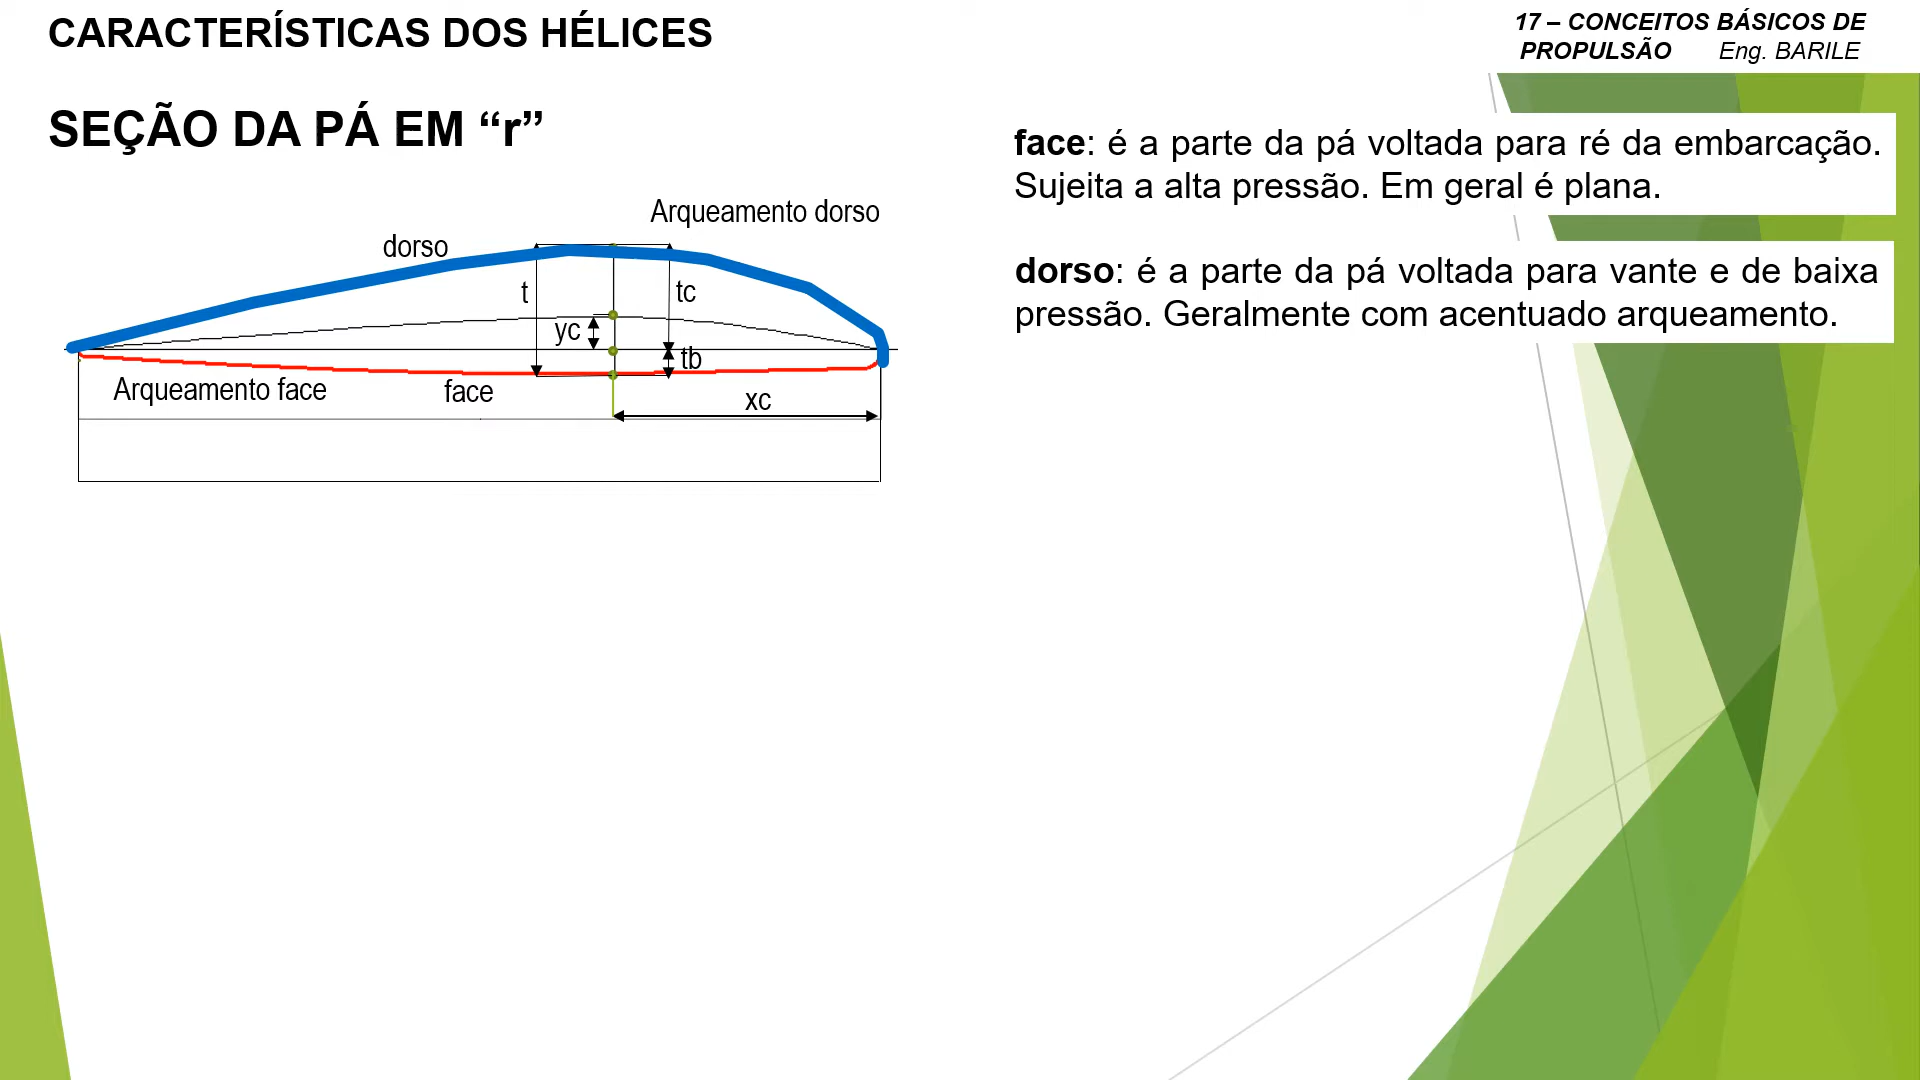 CARACTERÍSTICAS DOS HÉLICES
17 – CONCEITOS BÁSICOS DE
PROPULSÃO Eng. BARILE
SEÇÃO DA PÁ EM “r”
face: é a parte da pá voltada para ré da embarcação.
Sujeita a alta pressão. Em geral é plana.
dorso: é a parte da pá voltada para vante e de baixa
pressão. Geralmente com acentuado arqueamento.
Arqueamento dorso
dorso
t
tc
yc
tb
Arqueamento face
face
xc